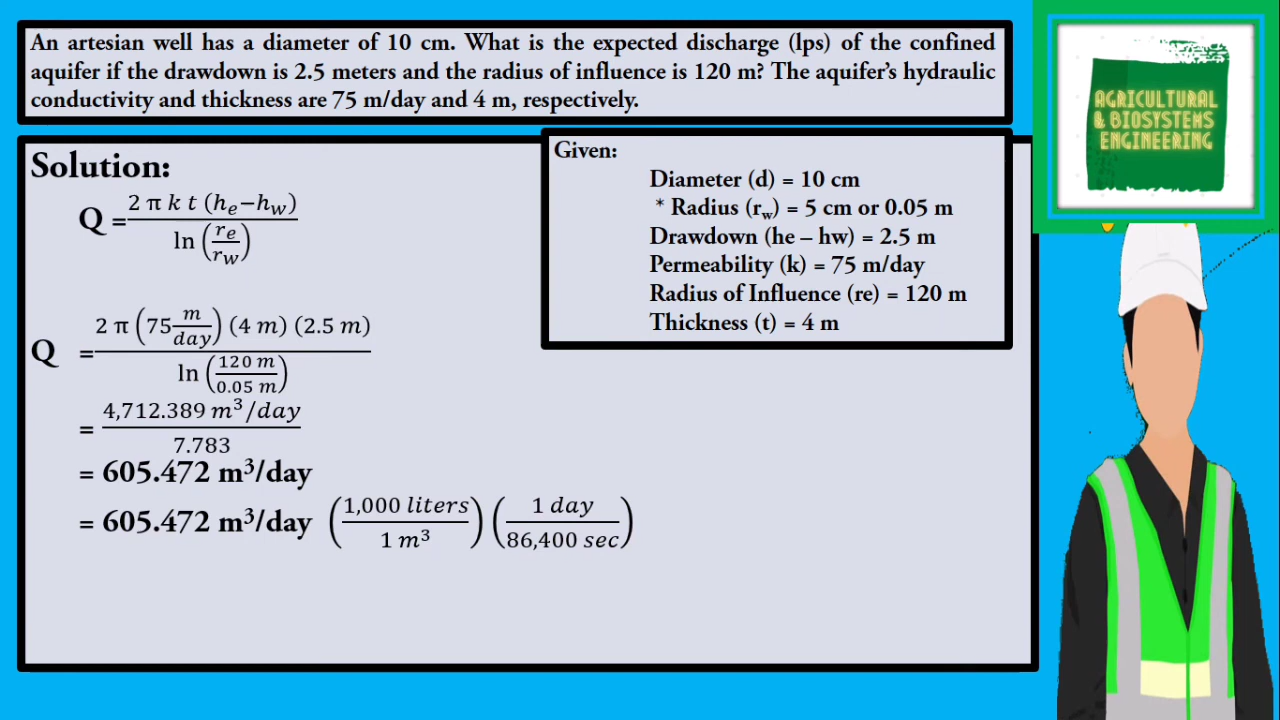 An artesian well has a diameter of 10 cm. What is the expected discharge (lps) of the confined
aquifer if the drawdown is 2.5 meters and the radius of influence is 120 m? The aquifer's hydraulic
conductivity and thickness are 75 m/day and 4 m, respectively.
AGRICULTURAL
& BIOSYSTEMS
ENGINEERING
Given:
Diameter (d) = 10 cm
* Radius (r_w) = 5 cm or 0.05 m
Drawdown (he – hw) = 2.5 m
Permeability (k) = 75 m/day
Radius of Influence (re) = 120 m
Thickness (t) = 4 m
Solution:
Q = 2 π k t (h_e−h_w) / ln (r_e/r_w)
Q = 2 π (75 m/day) (4 m) (2.5 m) / ln (120 m/0.05 m)
= 4,712.389 m³/day / 7.783
= 605.472 m³/day
= 605.472 m³/day (1,000 liters/1 m³) (1 day/86,400 sec)